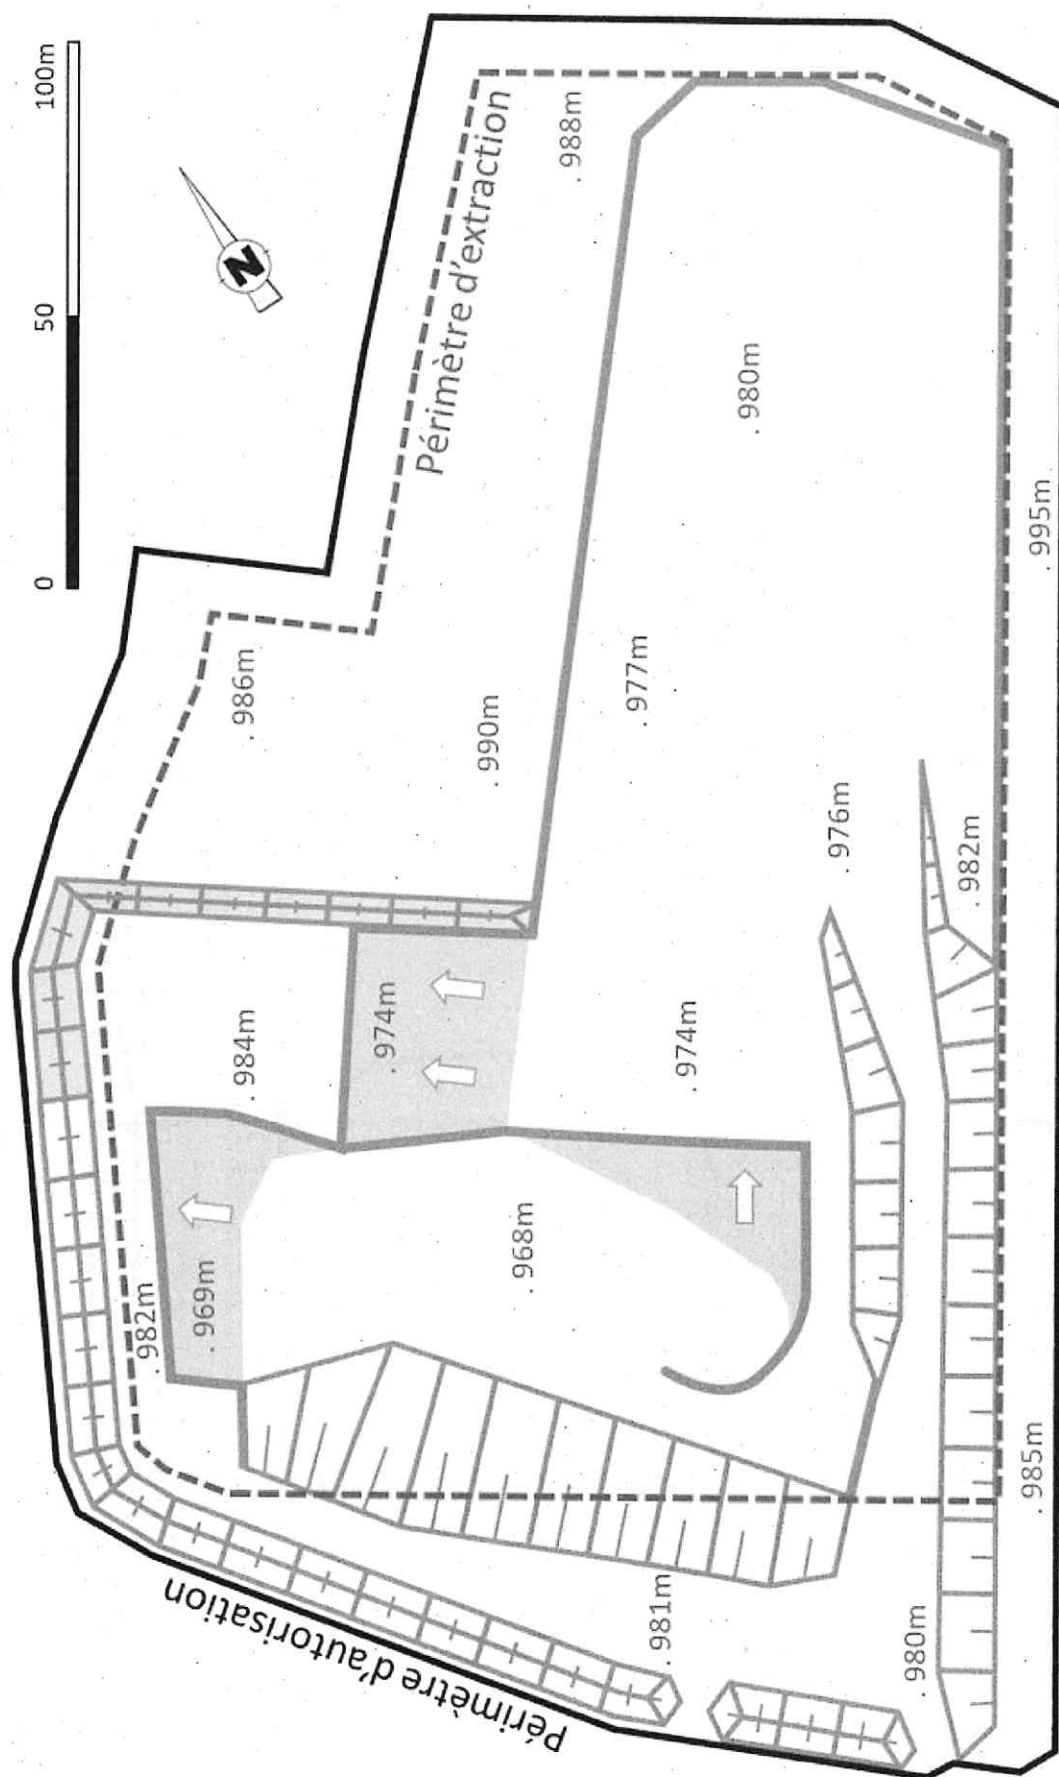 0
50
100m
N
Périmètre d'extraction
Périmètre d'autorisation
.988m
.986m
.990m
.980m
.995m
.977m
.976m
.982m
.984m
.974m
.974m
.982m
.969m
.968m
.981m
.980m
.985m